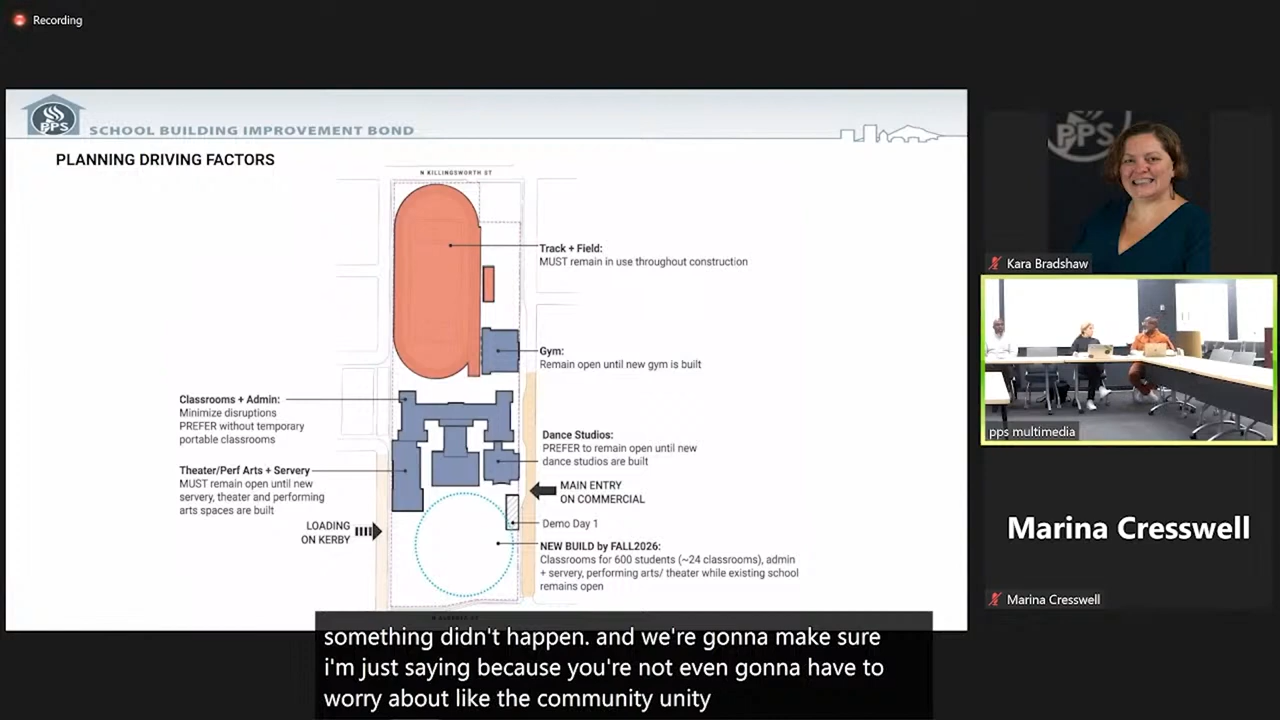 Recording
PPS
SCHOOL BUILDING IMPROVEMENT BOND
PLANNING DRIVING FACTORS
N KILLINGSWORTH ST
Track + Field:
MUST remain in use throughout construction
Gym:
Remain open until new gym is built
Classrooms + Admin:
Minimize disruptions
PREFER without temporary
portable classrooms
Dance Studios:
PREFER to remain open until new
dance studios are built
Theater/Perf Arts + Servery
MUST remain open until new
servery, theater and performing
arts spaces are built
MAIN ENTRY
ON COMMERCIAL
LOADING
ON KERBY
Demo Day 1
NEW BUILD by FALL2026:
Classrooms for 600 students (~24 classrooms), admin
+ servery, performing arts/ theater while existing school
remains open
something didn't happen. and we're gonna make sure
i'm just saying because you're not even gonna have to
worry about like the community unity
PPS
Kara Bradshaw
pps multimedia
Marina Cresswell
Marina Cresswell